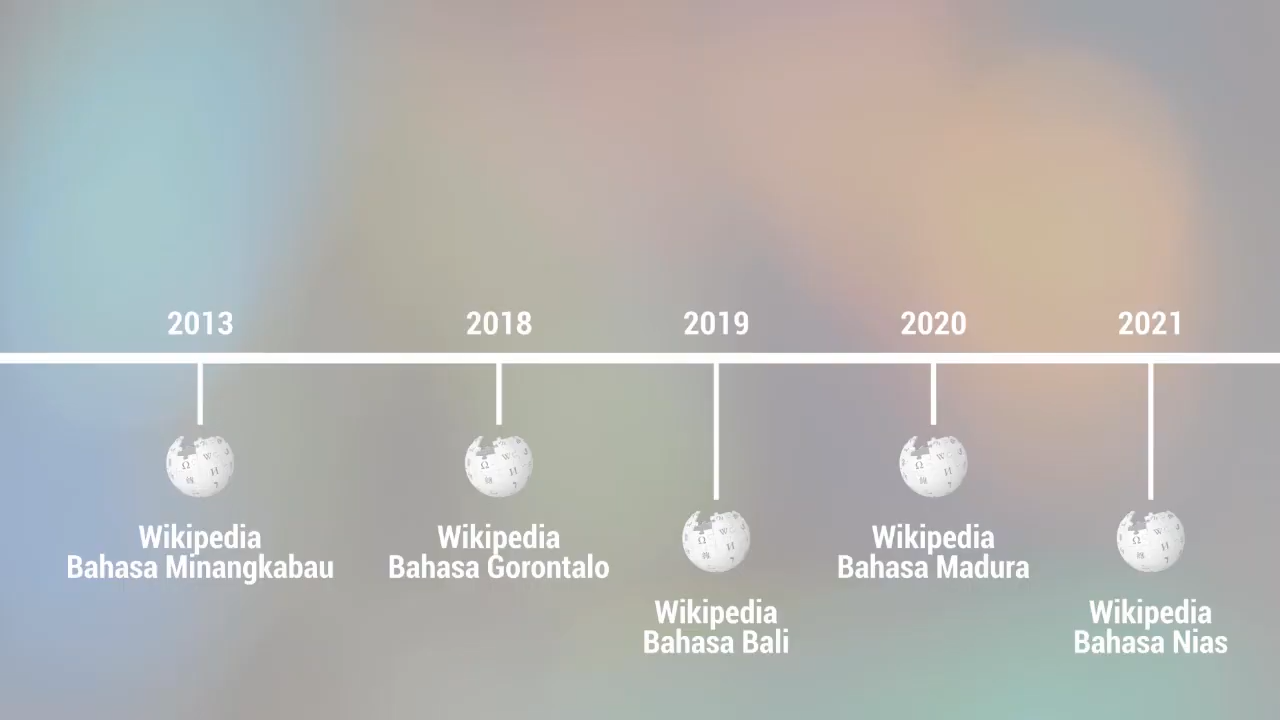 2013
2018
2019
2020
2021
Wikipedia
Bahasa Minangkabau
Wikipedia
Bahasa Gorontalo
Wikipedia
Bahasa Bali
Wikipedia
Bahasa Madura
Wikipedia
Bahasa Nias